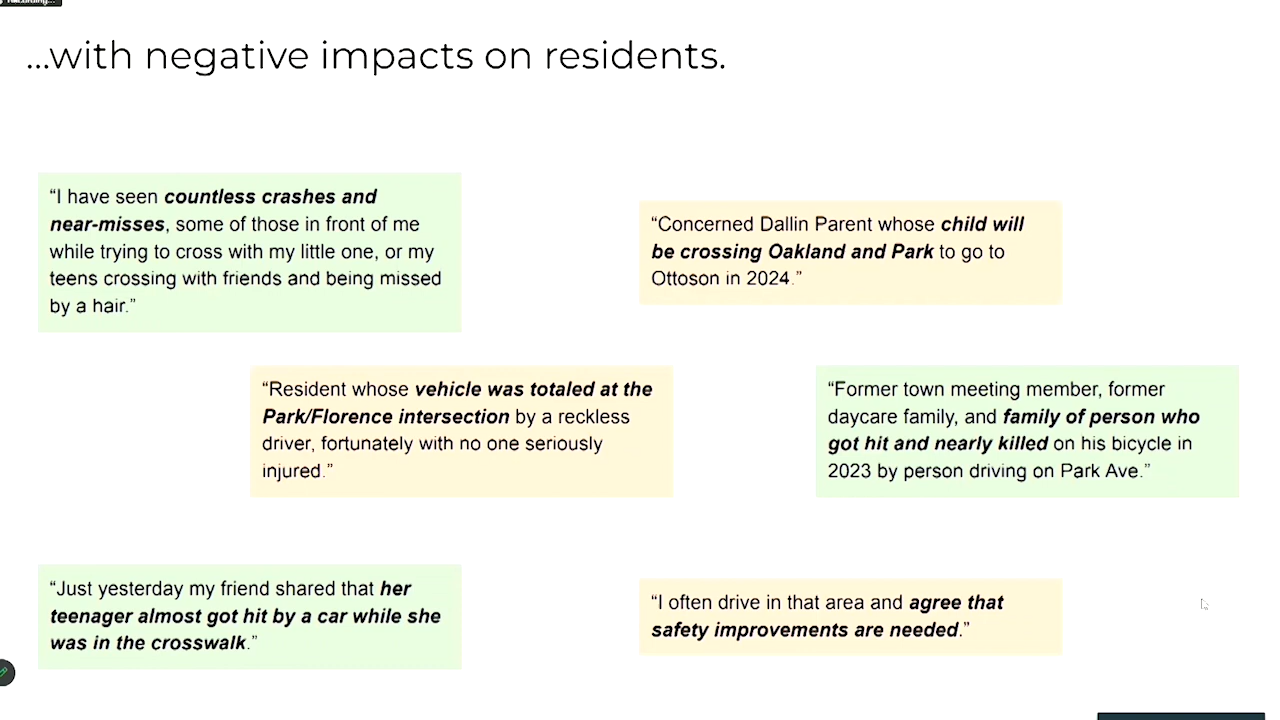 ...with negative impacts on residents.
“I have seen countless crashes and
near-misses, some of those in front of me
while trying to cross with my little one, or my
teens crossing with friends and being missed
by a hair.”
“Concerned Dallin Parent whose child will
be crossing Oakland and Park to go to
Ottoson in 2024.”
“Resident whose vehicle was totaled at the
Park/Florence intersection by a reckless
driver, fortunately with no one seriously
injured.”
“Former town meeting member, former
daycare family, and family of person who
got hit and nearly killed on his bicycle in
2023 by person driving on Park Ave.”
“Just yesterday my friend shared that her
teenager almost got hit by a car while she
was in the crosswalk.”
“I often drive in that area and agree that
safety improvements are needed.”